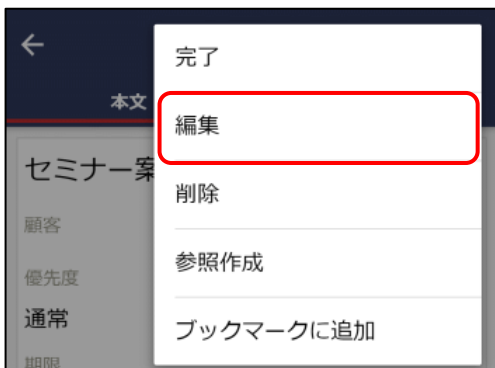 完了
本文
編集
セミナー案
削除
顧客
参照作成
優先度
通常
ブックマークに追加
期限